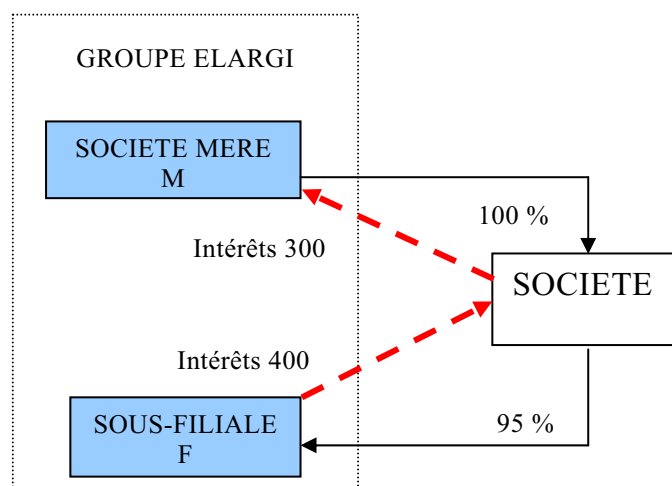 GROUPE ELARGI
SOCIETE MERE
M
100 %
Intérêts 300
SOCIETE
Intérêts 400
SOUS-FILIALE
F
95 %